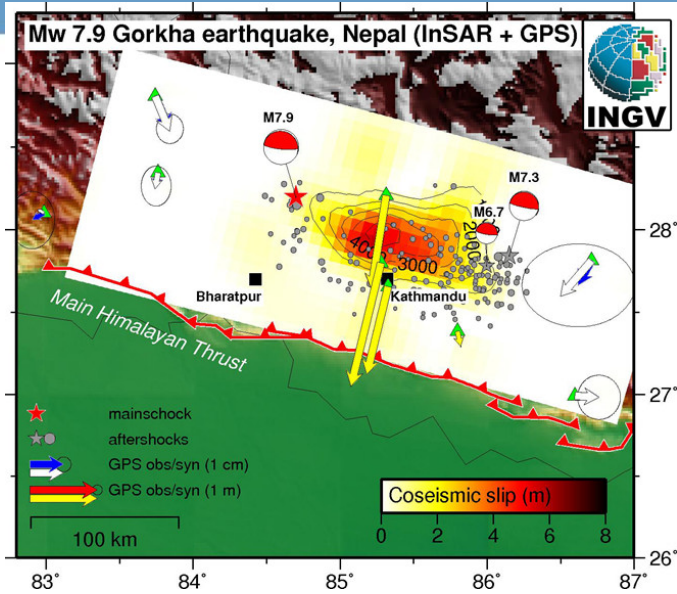 Mw 7.9 Gorkha earthquake, Nepal (InSAR + GPS)
INGV
M7.9
M7.3
M6.7
4000
3000
2000
28°
Bharatpur
Kathmandu
Main Himalayan Thrust
27°
mainschock
aftershocks
GPS obs/syn (1 cm)
GPS obs/syn (1 m)
100 km
Coseismic slip (m)
0 2 4 6 8
26°
83° 84° 85° 86° 87°